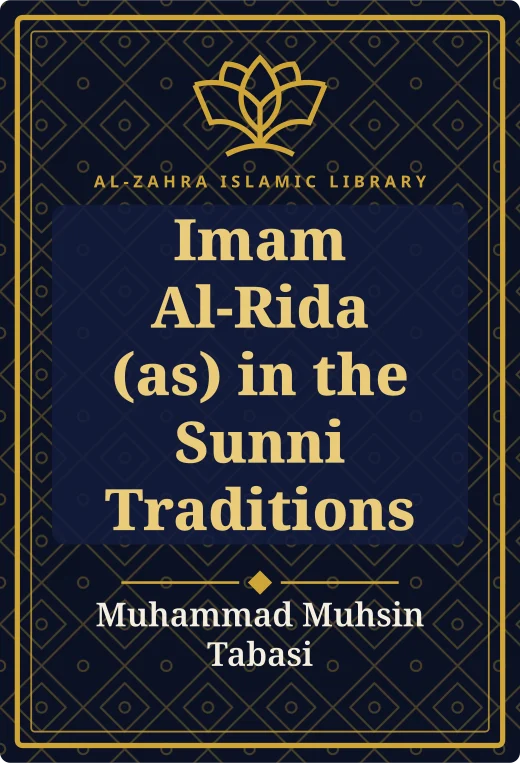 AL-ZAHRA ISLAMIC LIBRARY
Imam
Al-Rida
(as) in the
Sunni
Traditions
Muhammad Muhsin
Tabasi